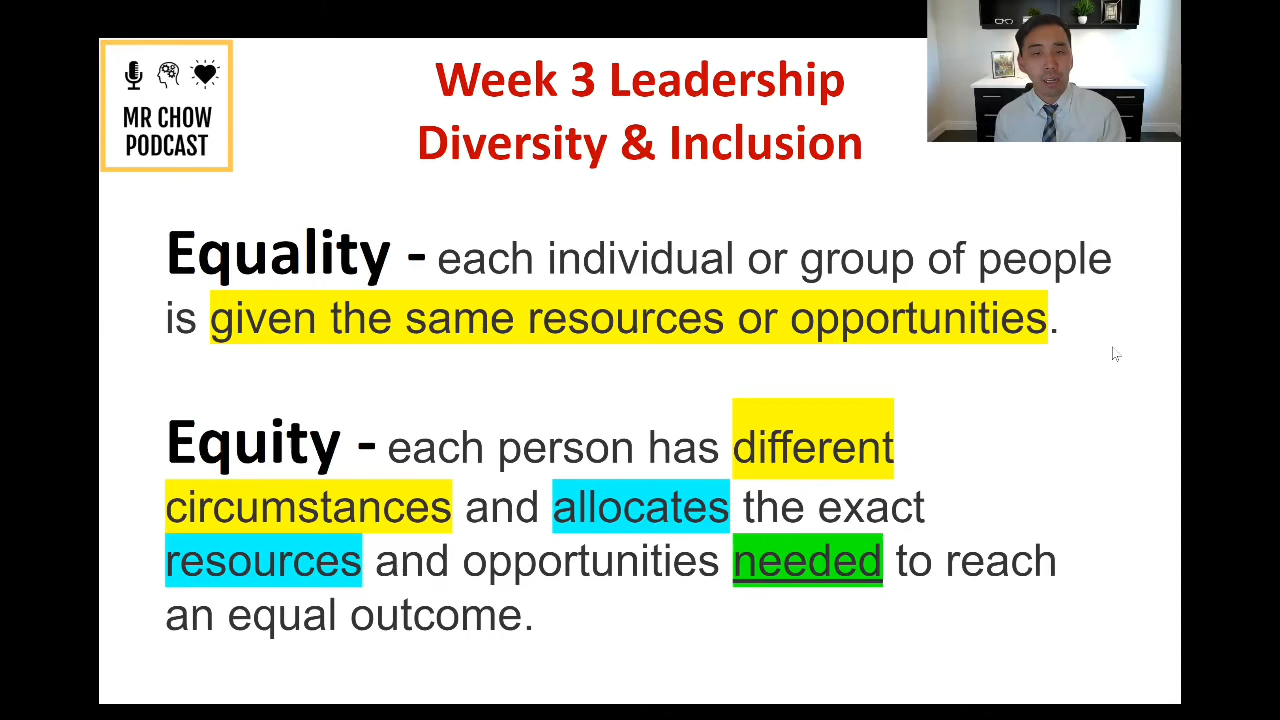 MR CHOW
PODCAST
Week 3 Leadership
Diversity & Inclusion
Equality - each individual or group of people
is given the same resources or opportunities.
Equity - each person has different
circumstances and allocates the exact
resources and opportunities needed to reach
an equal outcome.